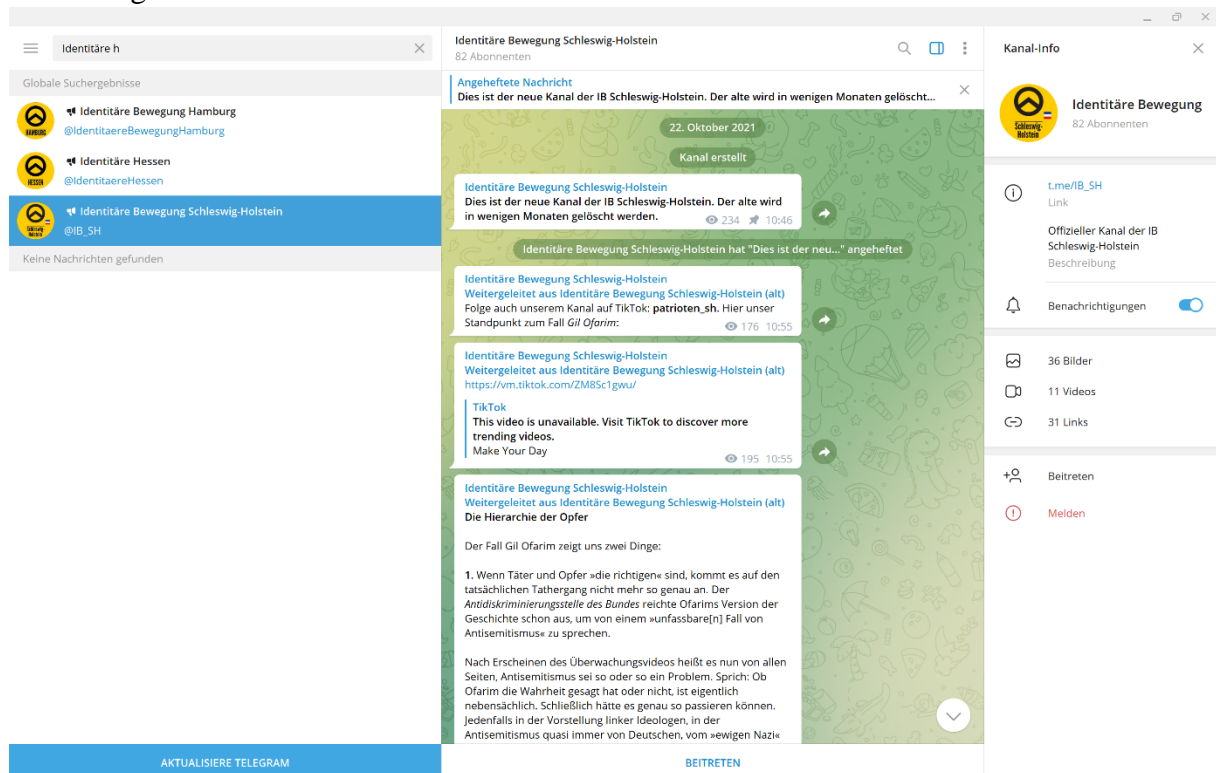 Identitäre h
Globale Suchergebnisse
Identitäre Bewegung Hamburg
@IdentitaereBewegungHamburg
HAMBURG
Identitäre Hessen
@IdentitaereHessen
HESSEN
Identitäre Bewegung Schleswig-Holstein
@IB_SH
Schleswig-
Holstein
Keine Nachrichten gefunden
AKTUALISIERE TELEGRAM
Identitäre Bewegung Schleswig-Holstein
82 Abonnenten
Angeheftete Nachricht
Dies ist der neue Kanal der IB Schleswig-Holstein. Der alte wird in wenigen Monaten gelöscht...
22. Oktober 2021
Kanal erstellt
Identitäre Bewegung Schleswig-Holstein
Dies ist der neue Kanal der IB Schleswig-Holstein. Der alte wird
in wenigen Monaten gelöscht werden. 234 10:46
Identitäre Bewegung Schleswig-Holstein hat "Dies ist der neu..." angeheftet
Identitäre Bewegung Schleswig-Holstein
Weitergeleitet aus Identitäre Bewegung Schleswig-Holstein (alt)
Folge auch unserem Kanal auf TikTok: patrioten_sh. Hier unser
Standpunkt zum Fall Gil Ofarim: 176 10:55
Identitäre Bewegung Schleswig-Holstein
Weitergeleitet aus Identitäre Bewegung Schleswig-Holstein (alt)
https://vm.tiktok.com/ZM8Sc1gwu/
TikTok
This video is unavailable. Visit TikTok to discover more
trending videos.
Make Your Day 195 10:55
Identitäre Bewegung Schleswig-Holstein
Weitergeleitet aus Identitäre Bewegung Schleswig-Holstein (alt)
Die Hierarchie der Opfer
Der Fall Gil Ofarim zeigt uns zwei Dinge:
1. Wenn Täter und Opfer »die richtigen« sind, kommt es auf den
tatsächlichen Tathergang nicht mehr so genau an. Der
Antidiskriminierungsstelle des Bundes reichte Ofarims Version der
Geschichte schon aus, um von einem »unfassbare[n] Fall von
Antisemitismus« zu sprechen.
Nach Erscheinen des Überwachungsvideos heißt es nun von allen
Seiten, Antisemitismus sei so oder so ein Problem. Sprich: Ob
Ofarim die Wahrheit gesagt hat oder nicht, ist eigentlich
nebensächlich. Schließlich hätte es genau so passieren können.
Jedenfalls in der Vorstellung linker Ideologen, in der
Antisemitismus quasi immer von Deutschen, vom »ewigen Nazi«
BEITRETEN
Kanal-Info
Schleswig-
Holstein
Identitäre Bewegung
82 Abonnenten
t.me/IB_SH
Link
Offizieller Kanal der IB
Schleswig-Holstein
Beschreibung
Benachrichtigungen
36 Bilder
11 Videos
31 Links
Beitreten
Melden